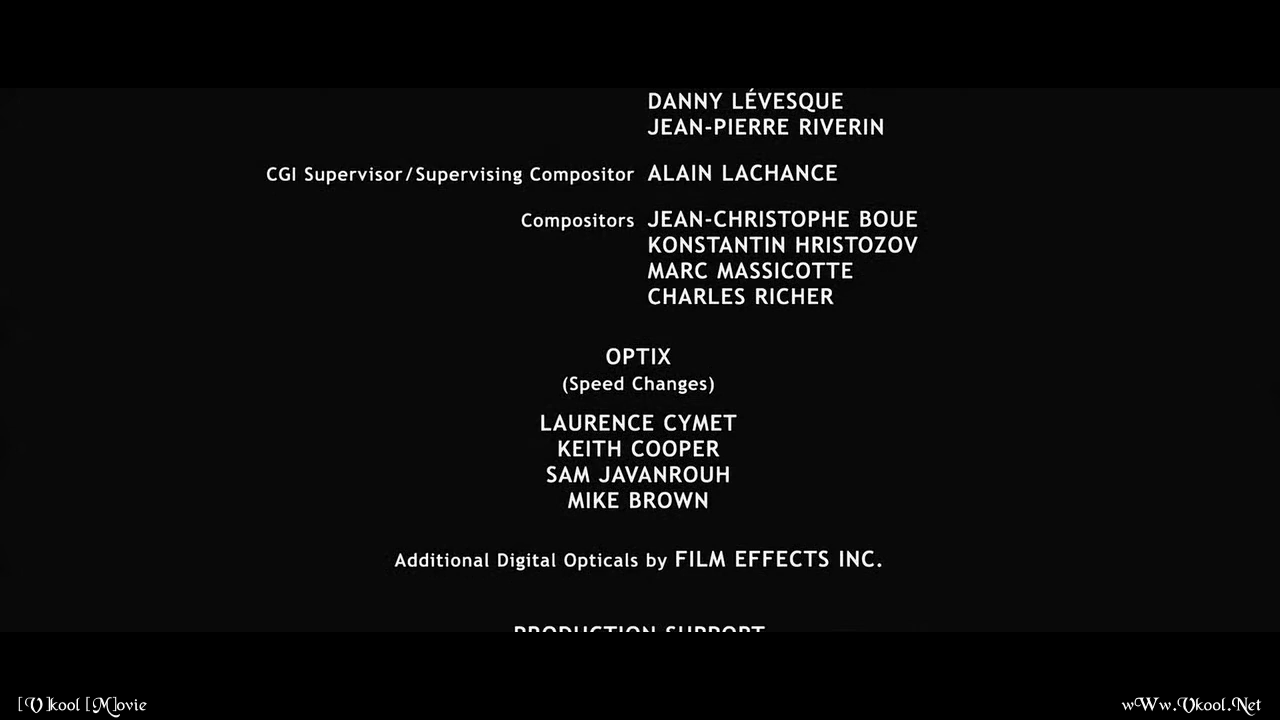 DANNY LÉVESQUE
JEAN-PIERRE RIVERIN
CGI Supervisor/Supervising Compositor ALAIN LACHANCE
Compositors JEAN-CHRISTOPHE BOUE
KONSTANTIN HRISTOZOV
MARC MASSICOTTE
CHARLES RICHER
OPTIX
(Speed Changes)
LAURENCE CYMET
KEITH COOPER
SAM JAVANROUH
MIKE BROWN
Additional Digital Opticals by FILM EFFECTS INC.
PRODUCTION SUPPORT
[V]kool [M]ovie
wWw.Vkool.Net